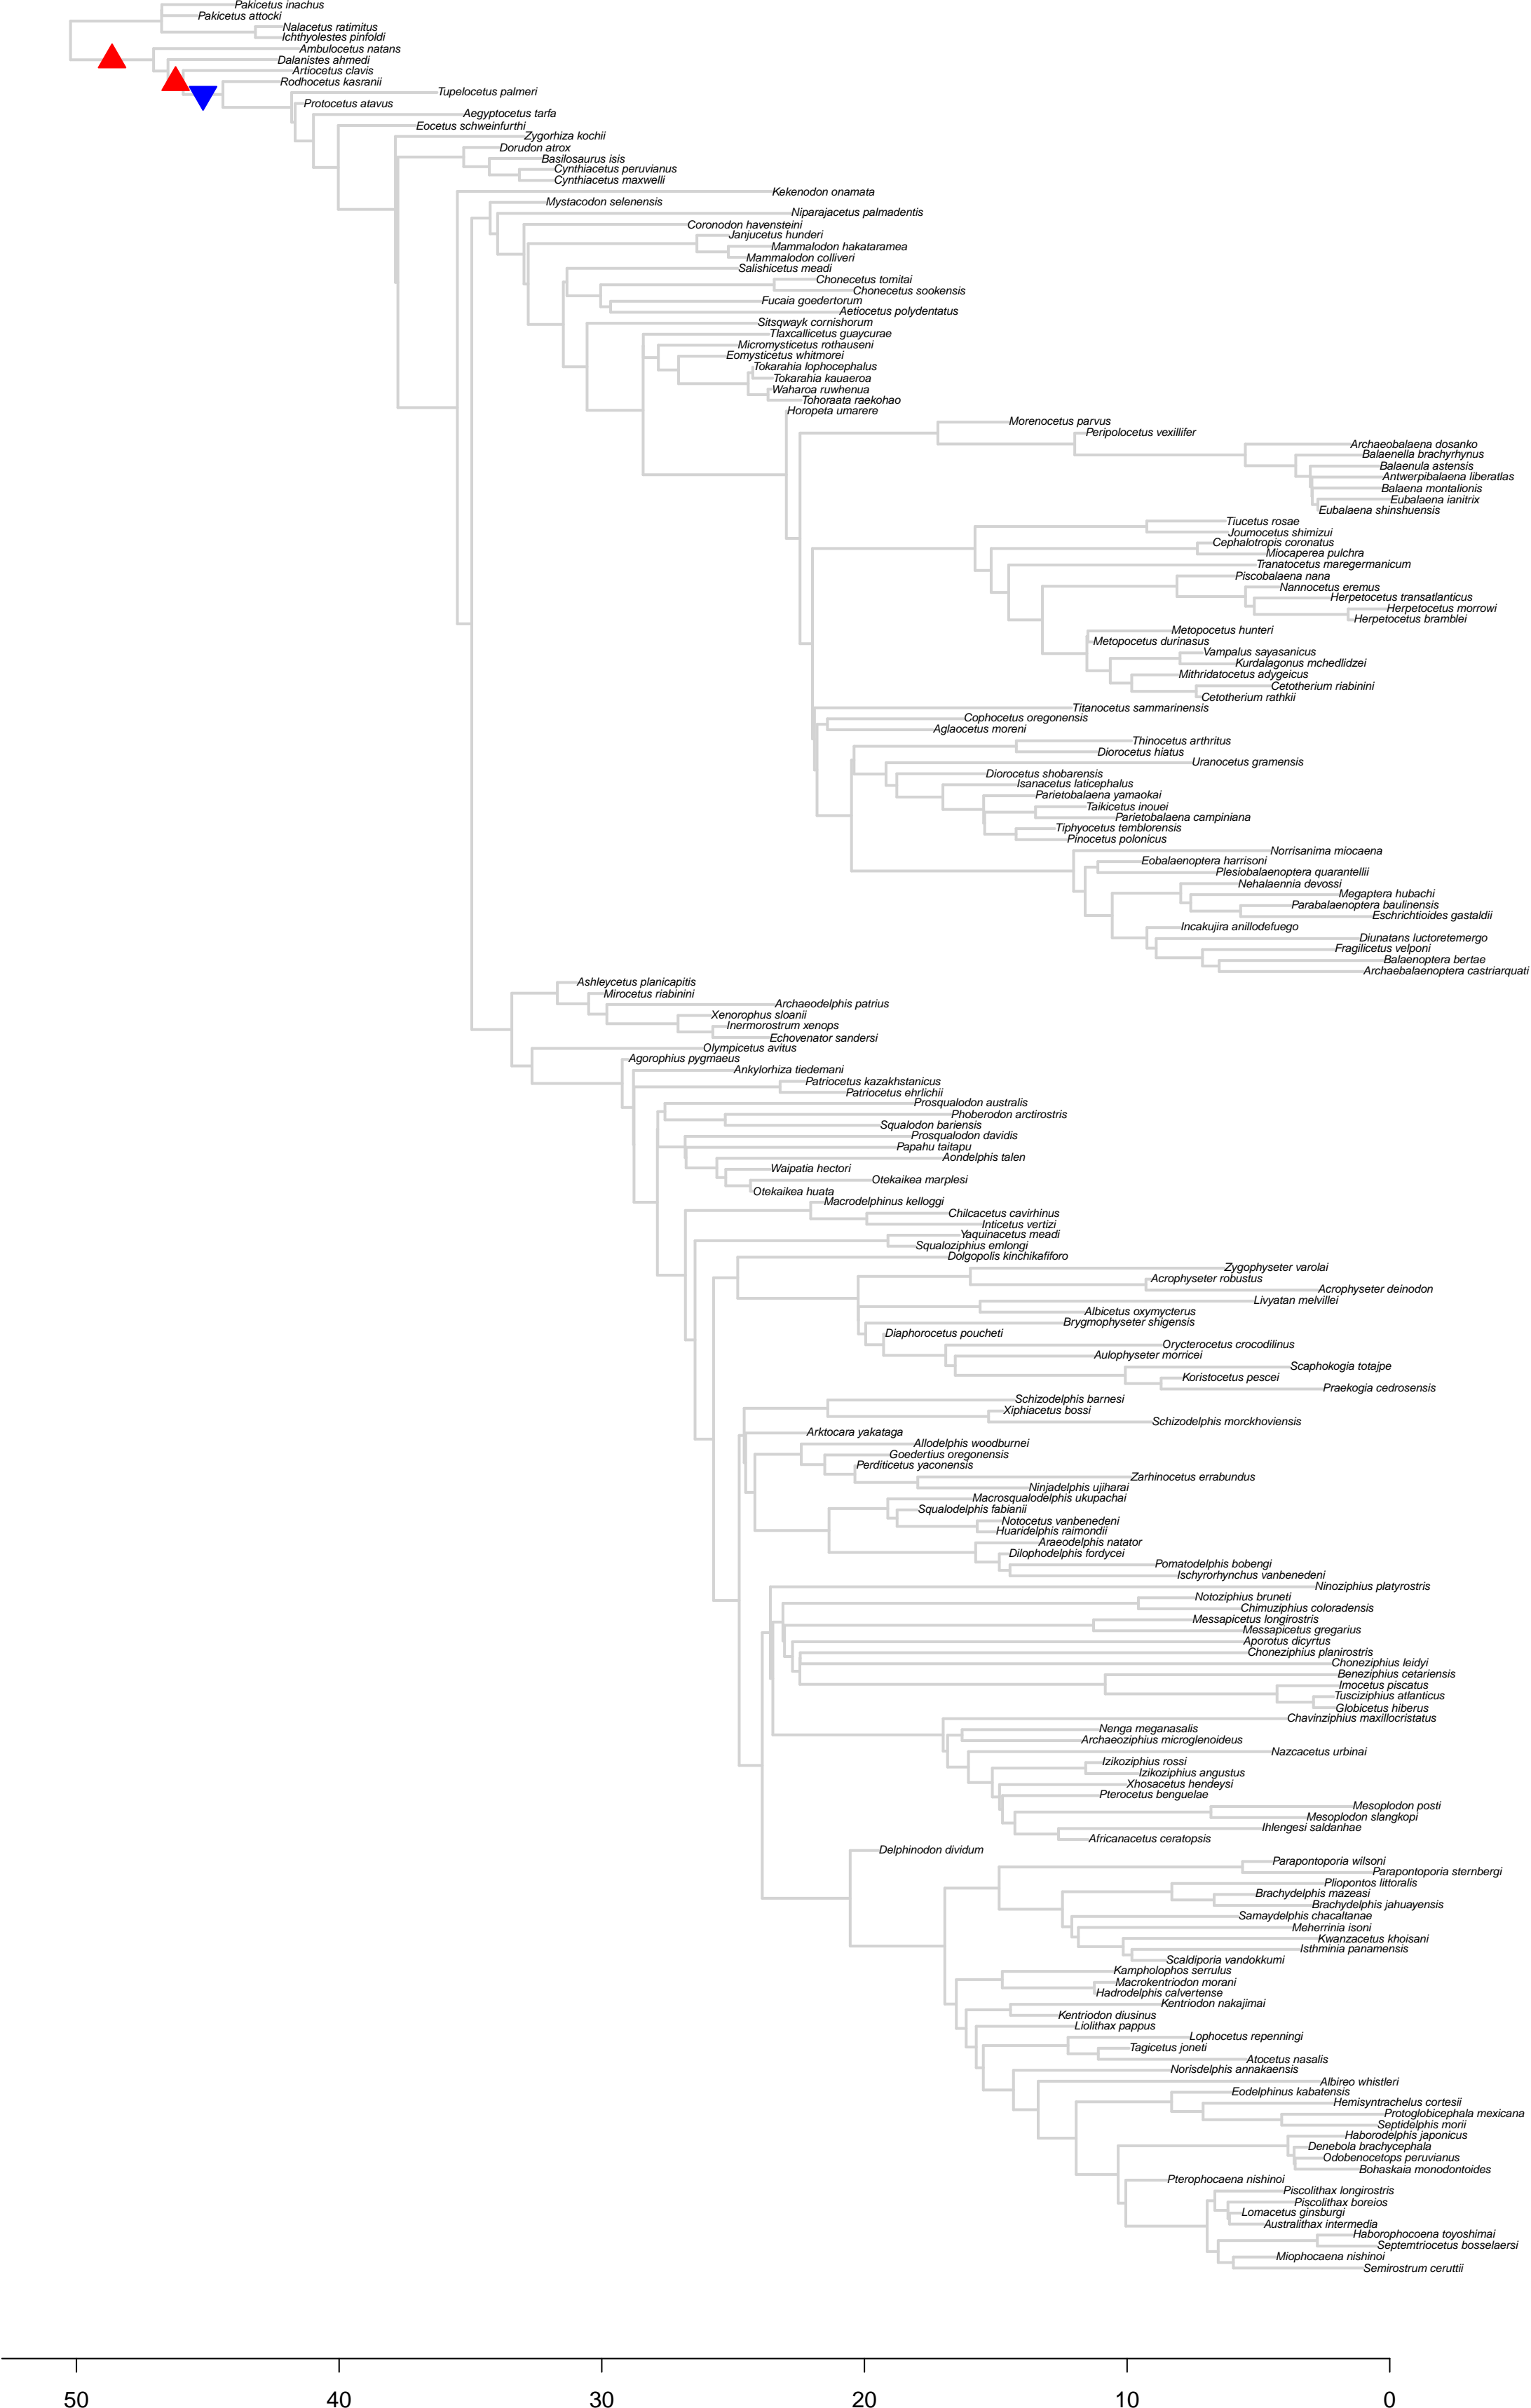 Pakicetus inachus
Pakicetus attocki
Nalacetus ratimitus
Ichthyolestes pinfoldi
Ambulocetus natans
Dalanistes ahmedi
Artiocetus clavis
Rodhocetus kasranii
Tupelocetus palmeri
Protocetus atavus
Aegyptocetus tarfa
Eocetus schweinfurthi
Zygorhiza kochii
Dorudon atrox
Basilosaurus isis
Cynthiacetus peruvianus
Cynthiacetus maxwelli
Kekenodon onamata
Mystacodon selenensis
Niparajacetus palmadentis
Coronodon havensteini
Janjucetus hunderi
Mammalodon hakataramea
Mammalodon colliveri
Salishicetus meadi
Chonecetus tomitai
Chonecetus sookensis
Fucaia goedertorum
Aetiocetus polydentatus
Sitsqwayk cornishorum
Tlaxcallicetus guaycurae
Micromysticetus rothauseni
Eomysticetus whitmorei
Tokarahia lophocephalus
Tokarahia kauaeroa
Waharoa ruwhenua
Tohoraata raekohao
Horopeta umarere
Morenocetus parvus
Peripolocetus vexillifer
Archaeobalaena dosanko
Balaenella brachyrhynus
Balaenula astensis
Antwerpibalaena liberatlas
Balaena montalionis
Eubalaena ianitrix
Eubalaena shinshuensis
Tiucetus rosae
Joumocetus shimizui
Cephalotropis coronatus
Miocaperea pulchra
Tranatocetus maregermanicum
Piscobalaena nana
Nannocetus eremus
Herpetocetus transatlanticus
Herpetocetus morrowi
Herpetocetus bramblei
Metopocetus hunteri
Metopocetus durinasus
Vampalus sayasanicus
Kurdalagonus mchedlidzei
Mithridatocetus adygeicus
Cetotherium riabinini
Cetotherium rathkii
Titanocetus sammarinensis
Cophocetus oregonensis
Aglaocetus moreni
Thinocetus arthritus
Diorocetus hiatus
Uranocetus gramensis
Diorocetus shobarensis
Isanacetus laticephalus
Parietobalaena yamaokai
Taikicetus inouei
Parietobalaena campiniana
Tiphyocetus temblorensis
Pinocetus polonicus
Norrisanima miocaena
Eobalaenoptera harrisoni
Plesiobalaenoptera quarantellii
Nehalaennia devossi
Megaptera hubachi
Parabalaenoptera baulinensis
Eschrichtioides gastaldii
Incakujira anillodefuego
Diunatans luctoretemergo
Fragilicetus velponi
Balaenoptera bertae
Archaebalaenoptera castriarquati
Ashleycetus planicapitis
Mirocetus riabinini
Archaeodelphis patrius
Xenorophus sloanii
Inermorostrum xenops
Echovenator sandersi
Olympicetus avitus
Agorophius pygmaeus
Ankylorhiza tiedemani
Patriocetus kazakhstanicus
Patriocetus ehrlichii
Prosqualodon australis
Phoberodon arctirostris
Squalodon bariensis
Prosqualodon davidis
Papahu taitapu
Aondelphis talen
Waipatia hectori
Otekaikea marplesi
Otekaikea huata
Macrodelphinus kelloggi
Chilcacetus cavirhinus
Inticetus vertizi
Yaquinacetus meadi
Squaloziphius emlongi
Dolgopolis kinchikafiforo
Zygophyseter varolai
Acrophyseter robustus
Acrophyseter deinodon
Livyatan melvillei
Albicetus oxymycterus
Brygmophyseter shigensis
Diaphorocetus poucheti
Orycterocetus crocodilinus
Aulophyseter morricei
Scaphokogia totajpe
Koristocetus pescei
Praekogia cedrosensis
Schizodelphis barnesi
Xiphiacetus bossi
Schizodelphis morckhoviensis
Arktocara yakataga
Allodelphis woodburnei
Goedertius oregonensis
Perditicetus yaconensis
Zarhinocetus errabundus
Ninjadelphis ujiharai
Macrosqualodelphis ukupachai
Squalodelphis fabianii
Notocetus vanbenedeni
Huaridelphis raimondii
Araeodelphis natator
Dilophodelphis fordycei
Pomatodelphis bobengi
Ischyrorhynchus vanbenedeni
Ninoziphius platyrostris
Notoziphius bruneti
Chimuziphius coloradensis
Messapicetus longirostris
Messapicetus gregarius
Aporotus dicyrtus
Choneziphius planirostris
Choneziphius leidyi
Beneziphius cetariensis
Imocetus piscatus
Tusciziphius atlanticus
Globicetus hiberus
Chavinziphius maxillocristatus
Nenga meganasalis
Archaeoziphius microglenoideus
Nazcacetus urbinai
Izikoziphius rossi
Izikoziphius angustus
Xhosacetus hendeysi
Pterocetus benguelae
Mesoplodon posti
Mesoplodon slangkopi
Ihlengesi saldanhae
Africanacetus ceratopsis
Delphinodon dividum
Parapontoporia wilsoni
Parapontoporia sternbergi
Pliopontos littoralis
Brachydelphis mazeasi
Brachydelphis jahuayensis
Samaydelphis chacaltanae
Meherrinia isoni
Kwanzacetus khoisani
Isthminia panamensis
Scaldiporia vandokkumi
Kampholophos serrulus
Macrokentriodon morani
Hadrodelphis calvertense
Kentriodon nakajimai
Kentriodon diusinus
Liolithax pappus
Lophocetus repenningi
Tagicetus joneti
Atocetus nasalis
Norisdelphis annakaensis
Albireo whistleri
Eodelphinus kabatensis
Hemisyntrachelus cortesii
Protoglobicephala mexicana
Septidelphis morii
Haborodelphis japonicus
Denebola brachycephala
Odobenocetops peruvianus
Bohaskaia monodontoides
Pterophocaena nishinoi
Piscolithax longirostris
Piscolithax boreios
Lomacetus ginsburgi
Australithax intermedia
Haborophocoena toyoshimai
Septemtriocetus bosselaersi
Miophocaena nishinoi
Semirostrum ceruttii
50 40 30 20 10 0